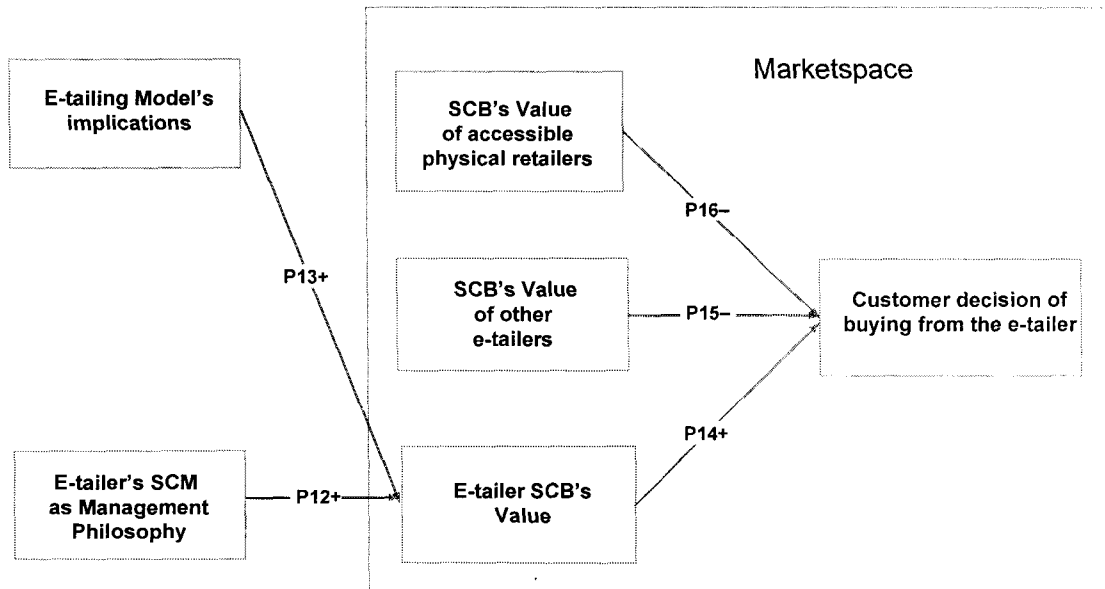 Marketspace
E-tailing Model's
implications
SCB's Value
of accessible
physical retailers
P16–
P13+
SCB's Value
of other
e-tailers
P15–
Customer decision of
buying from the e-tailer
P14+
E-tailer's SCM
as Management
Philosophy
P12+
E-tailer SCB's
Value